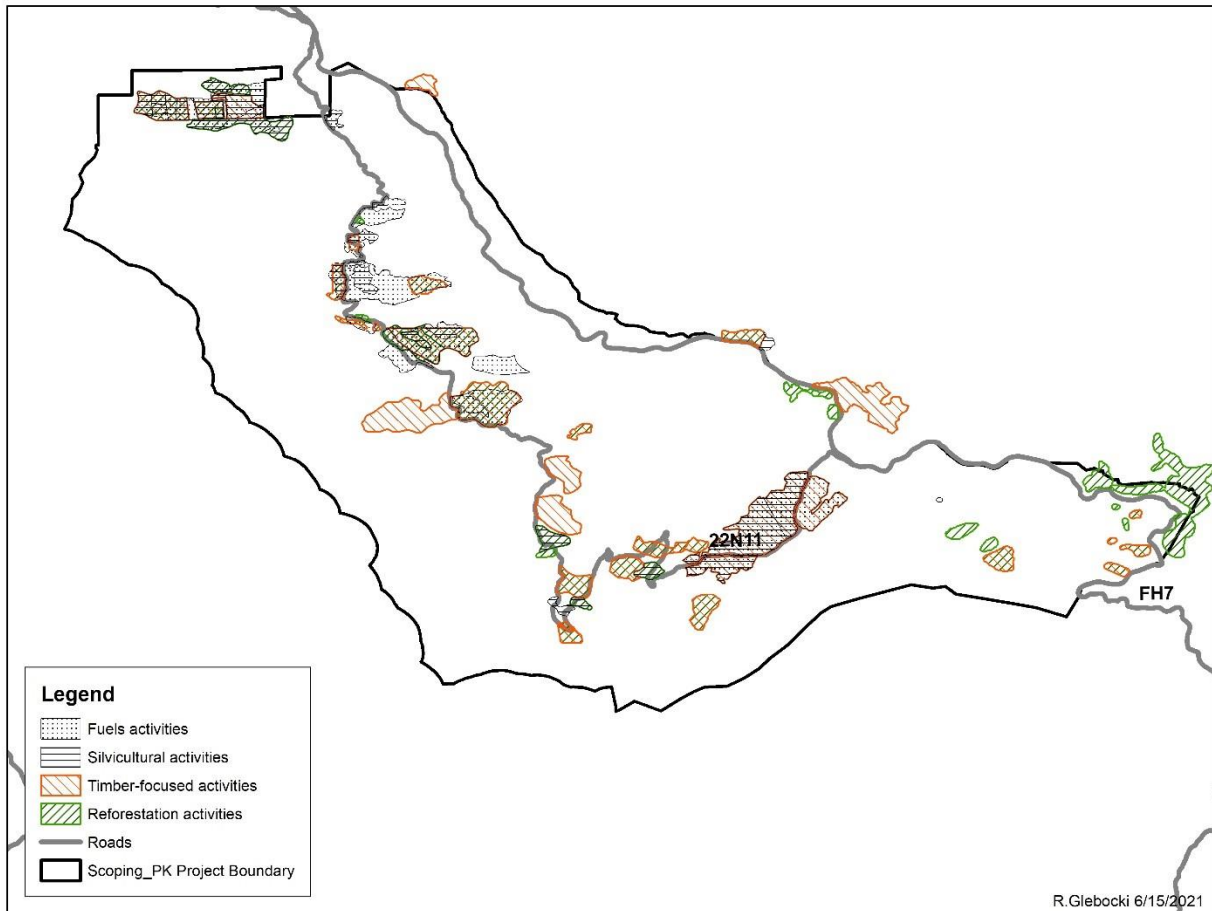 22N11
FH7
Legend
Fuels activities
Silvicultural activities
Timber-focused activities
Reforestation activities
Roads
Scoping_PK Project Boundary
R.Glebocki 6/15/2021